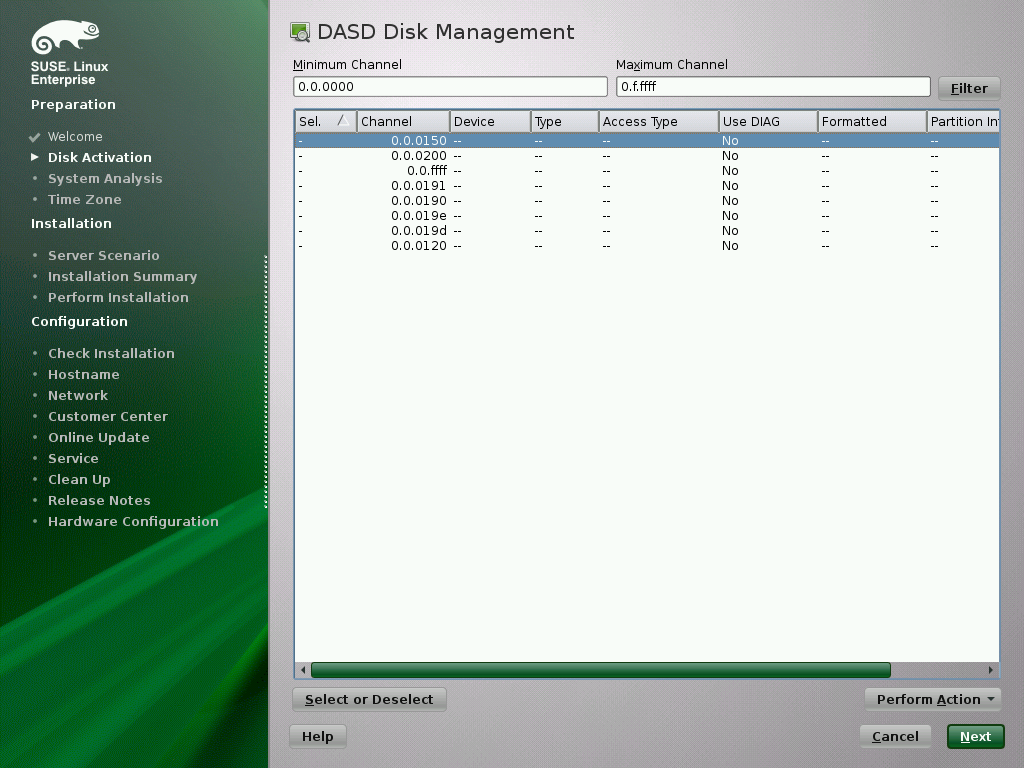 SUSE. Linux
Enterprise
Preparation
Welcome
Disk Activation
System Analysis
Time Zone
Installation
Server Scenario
Installation Summary
Perform Installation
Configuration
Check Installation
Hostname
Network
Customer Center
Online Update
Service
Clean Up
Release Notes
Hardware Configuration
DASD Disk Management
Minimum Channel Maximum Channel
0.0.0000 0.f.ffff Filter
Sel. Channel Device Type Access Type Use DIAG Formatted Partition In
- 0.0.0150 -- -- -- No -- --
- 0.0.0200 -- -- -- No -- --
- 0.0.ffff -- -- -- No -- --
- 0.0.0191 -- -- -- No -- --
- 0.0.0190 -- -- -- No -- --
- 0.0.019e -- -- -- No -- --
- 0.0.019d -- -- -- No -- --
- 0.0.0120 -- -- -- No -- --
Select or Deselect Perform Action
Help Cancel Next